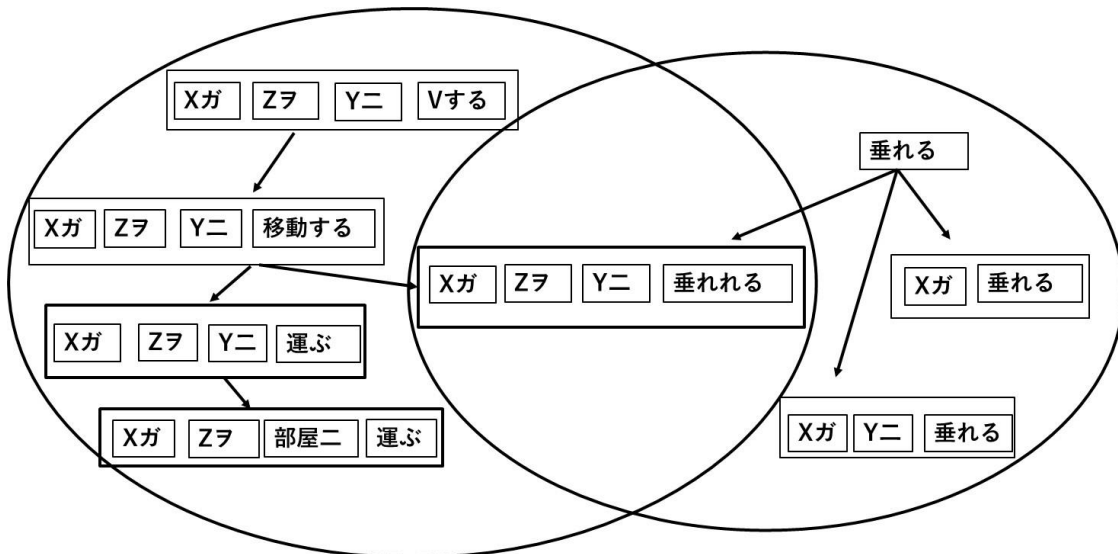 Xガ Zヲ Yニ Vする
垂れる
Xガ Zヲ Yニ 移動する
Xガ Zヲ Yニ 垂れれる
Xガ 垂れる
Xガ Zヲ Yニ 運ぶ
Xガ Zヲ 部屋ニ 運ぶ
Xガ Yニ 垂れる